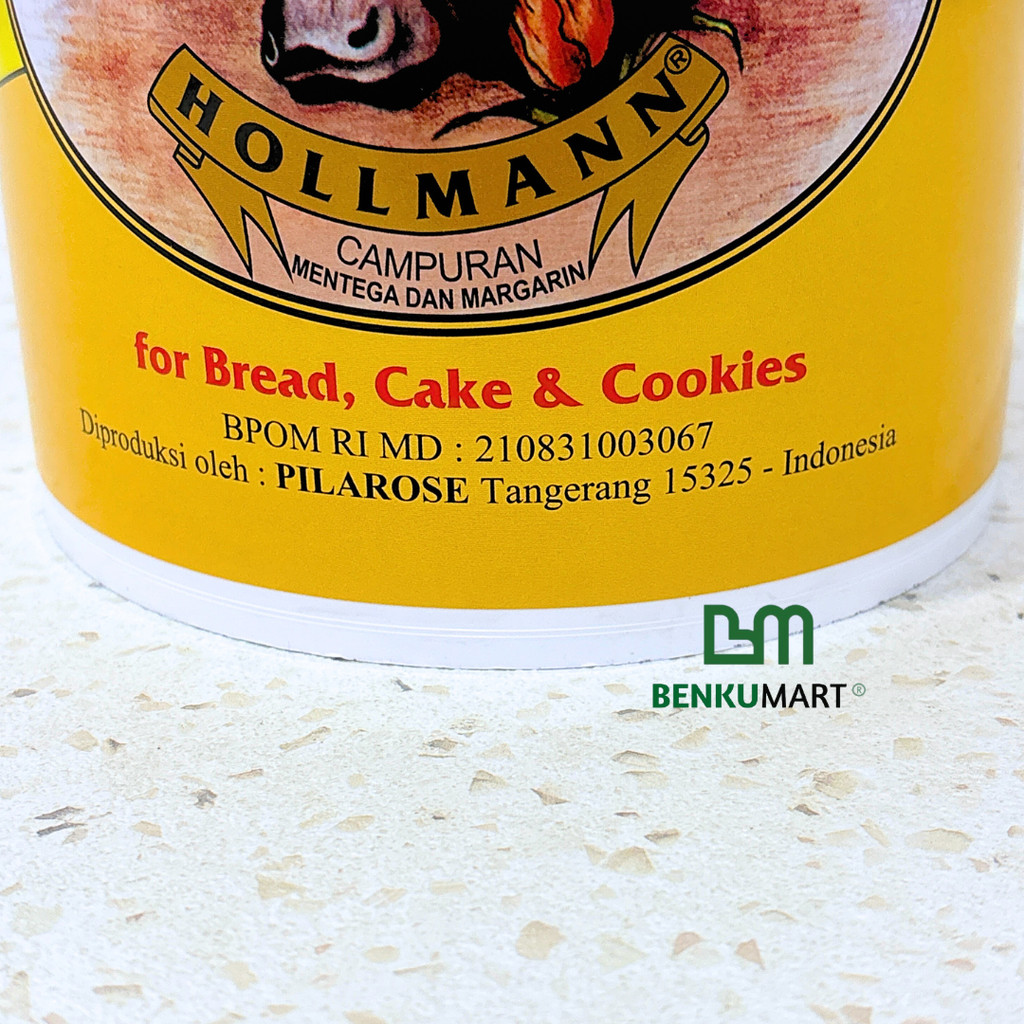 HOLLMANN®
CAMPURAN
MENTEGA DAN MARGARIN
for Bread, Cake & Cookies
BPOM RI MD : 210831003067
Diproduksi oleh : PILAROSE Tangerang 15325 - Indonesia
BM
BENKUMART®